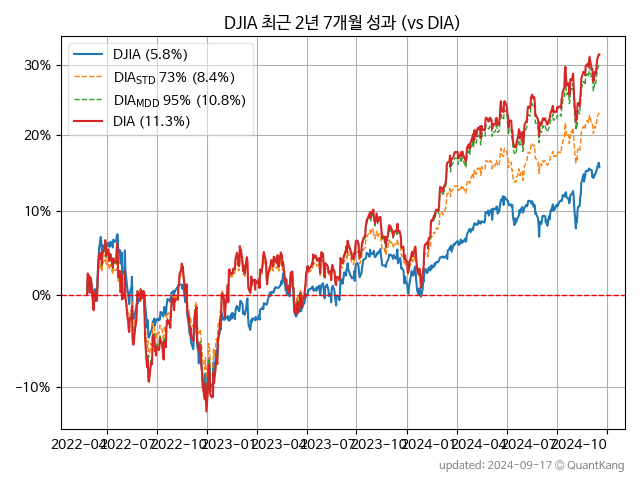 DJIA 최근 2년 7개월 성과 (vs DIA)
DJIA (5.8%)
DIASTD 73% (8.4%)
DIAMDD 95% (10.8%)
DIA (11.3%)
30%
20%
10%
0%
−10%
2022-04 2022-07 2022-10 2023-01 2023-04 2023-07 2023-10 2024-01 2024-04 2024-07 2024-10
updated: 2024-09-17 © QuantKang